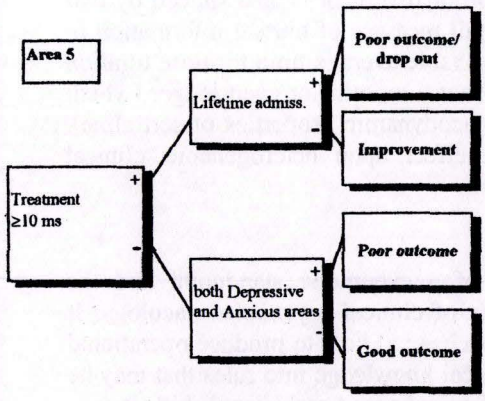 Area 5
Poor outcome/
drop out
+
Lifetime admiss.
-
Improvement
+
Treatment
≥10 ms
-
Poor outcome
+
both Depressive
and Anxious areas
-
Good outcome